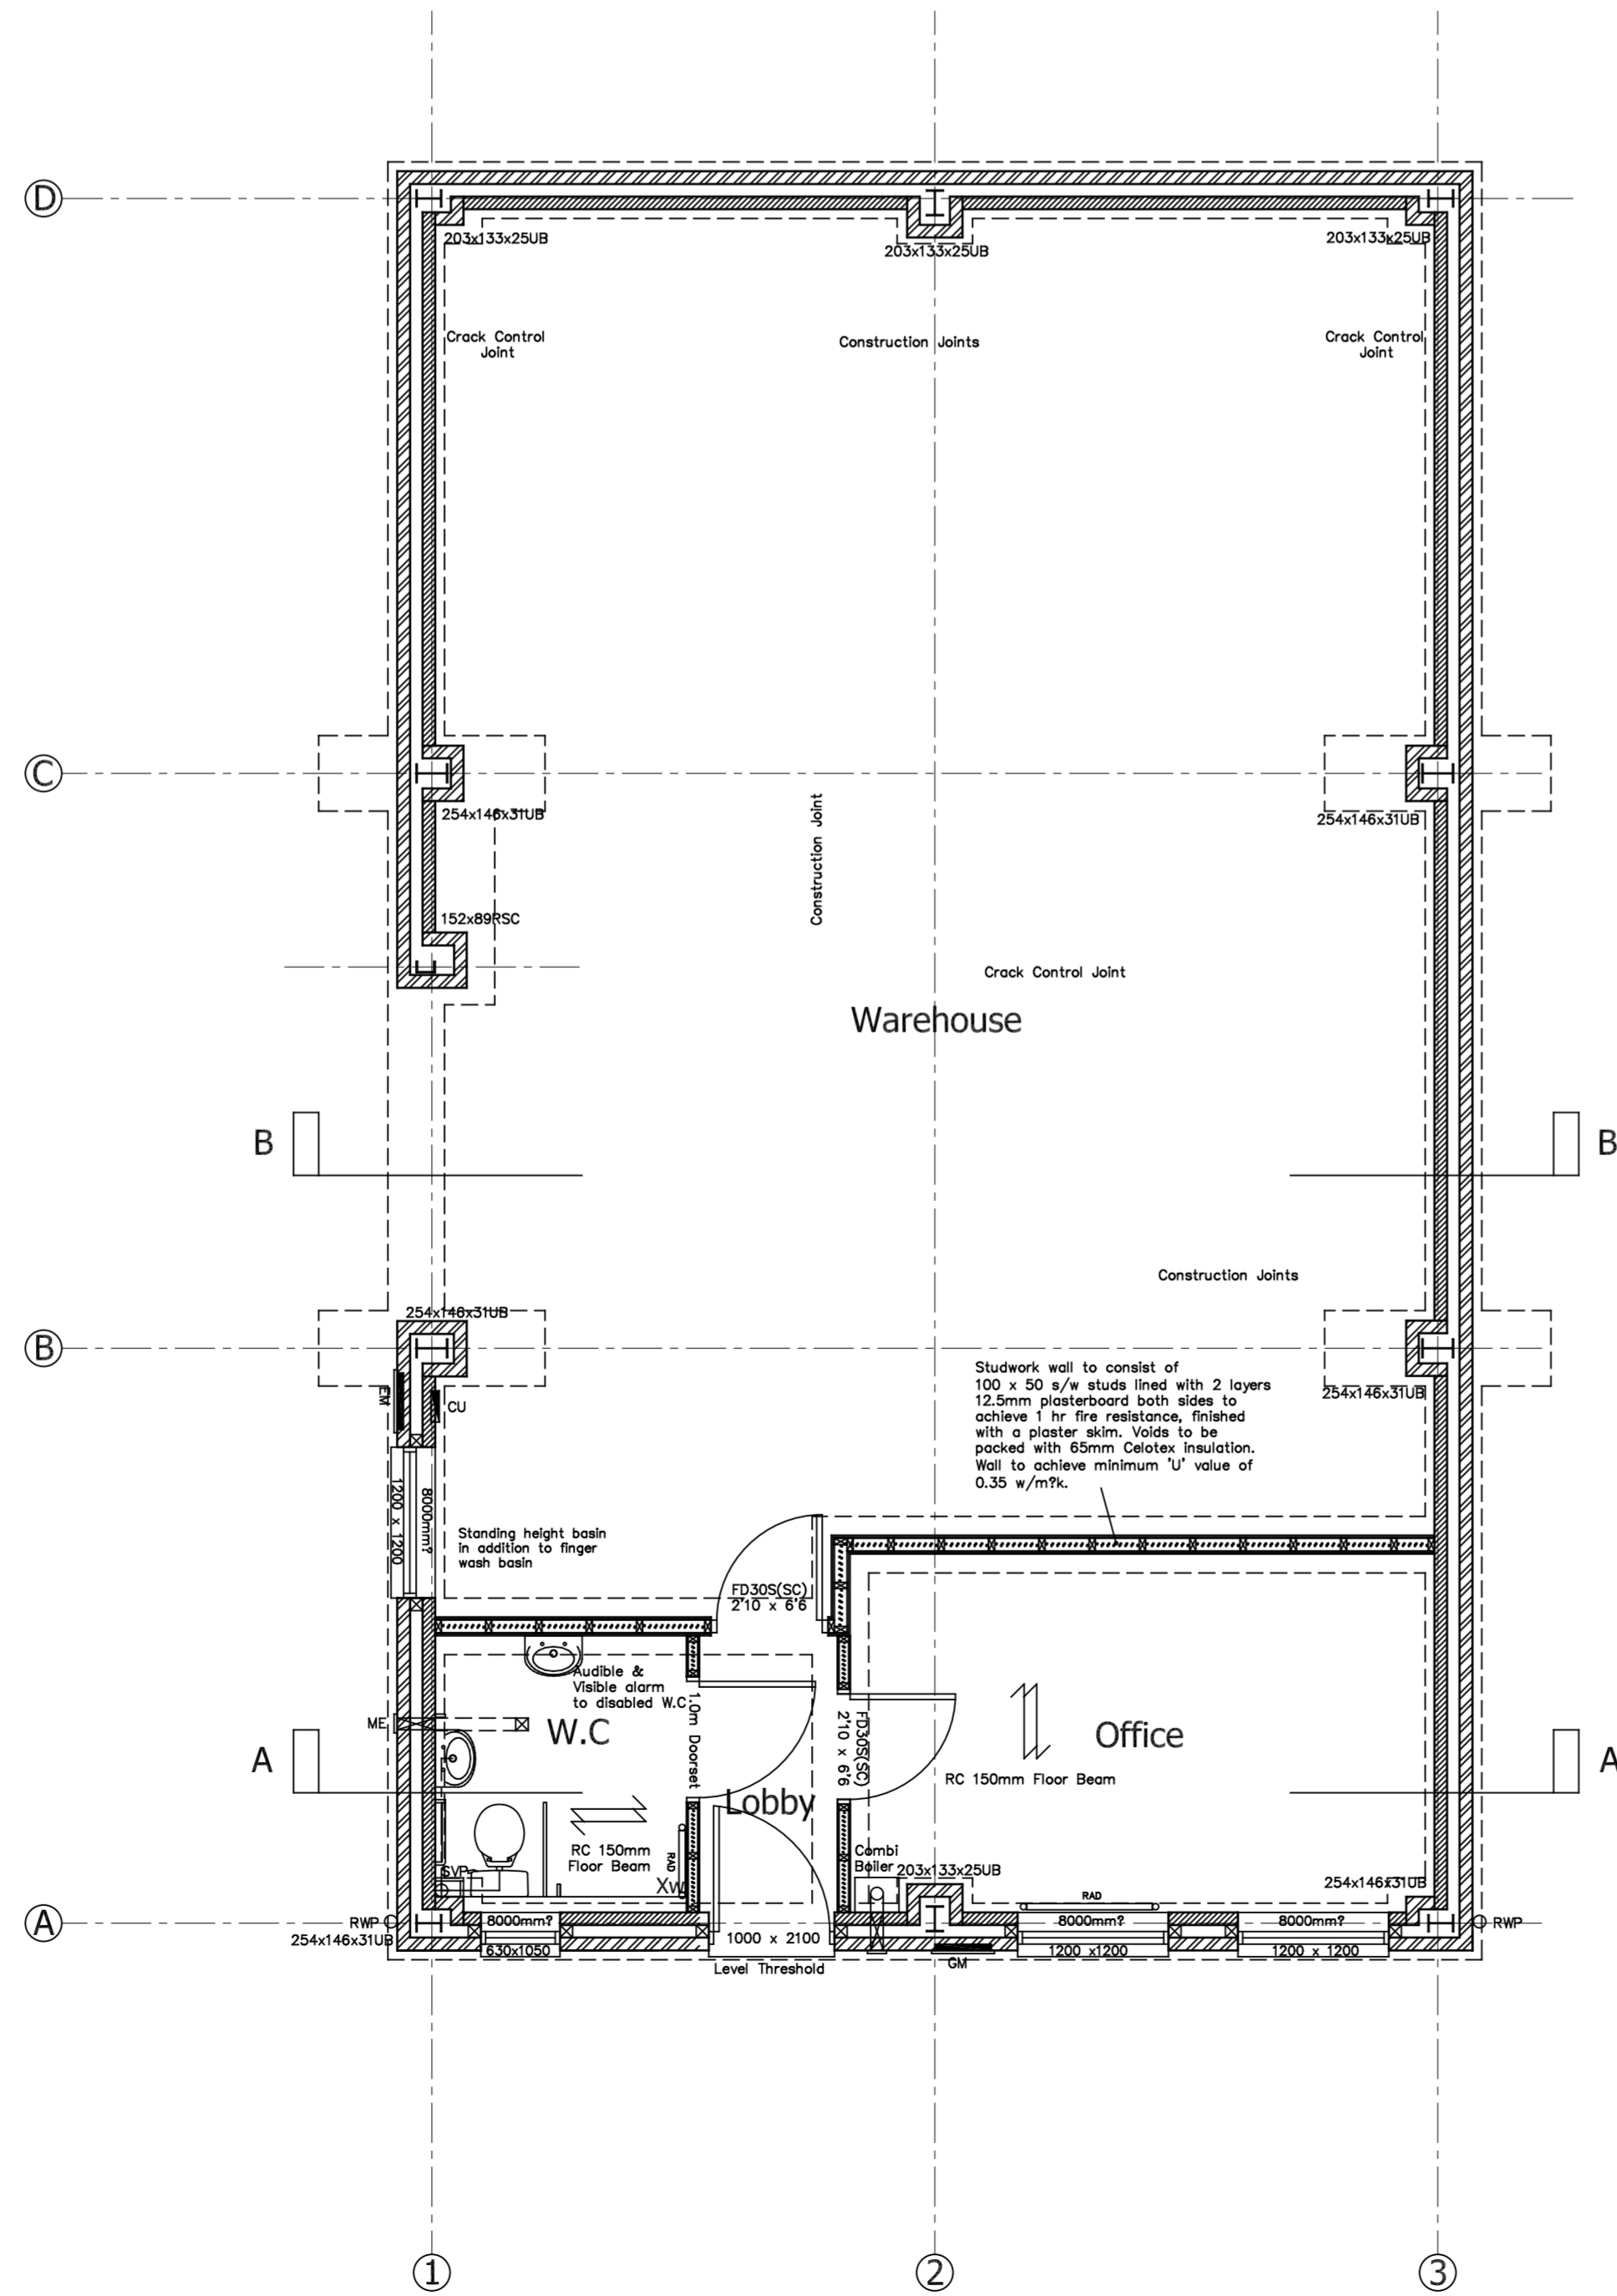 D
203x133x25UB
203x133x25UB
203x133x25UB
Crack Control
Joint
Construction Joints
Crack Control
Joint
C
254x146x31UB
254x146x31UB
Construction Joint
152x89RSC
Crack Control Joint
Warehouse
B
B
Construction Joints
254x146x31UB
B
Studwork wall to consist of
100 x 50 s/w studs lined with 2 layers
12.5mm plasterboard both sides to
achieve 1 hr fire resistance, finished
with a plaster skim. Voids to be
packed with 65mm Celotex insulation.
Wall to achieve minimum 'U' value of
0.35 w/m?k.
254x146x31UB
EM
CU
1200 x 1200
8000mm?
Standing height basin
in addition to finger
wash basin
FD30S(SC)
2'10 x 6'6
Audible &
Visible alarm
to disabled W.C
1.0m Doorset
FD30S(SC)
2'10 x 6'6
ME
W.C
Office
A
A
RC 150mm Floor Beam
Lobby
RC 150mm
Floor Beam
RAD
Combi
Boiler
SVP
XW
203x133x25UB
254x146x31UB
RAD
A
RWP
254x146x31UB
8000mm?
630x1050
1000 x 2100
Level Threshold
GM
8000mm?
1200 x1200
8000mm?
1200 x 1200
RWP
1
2
3